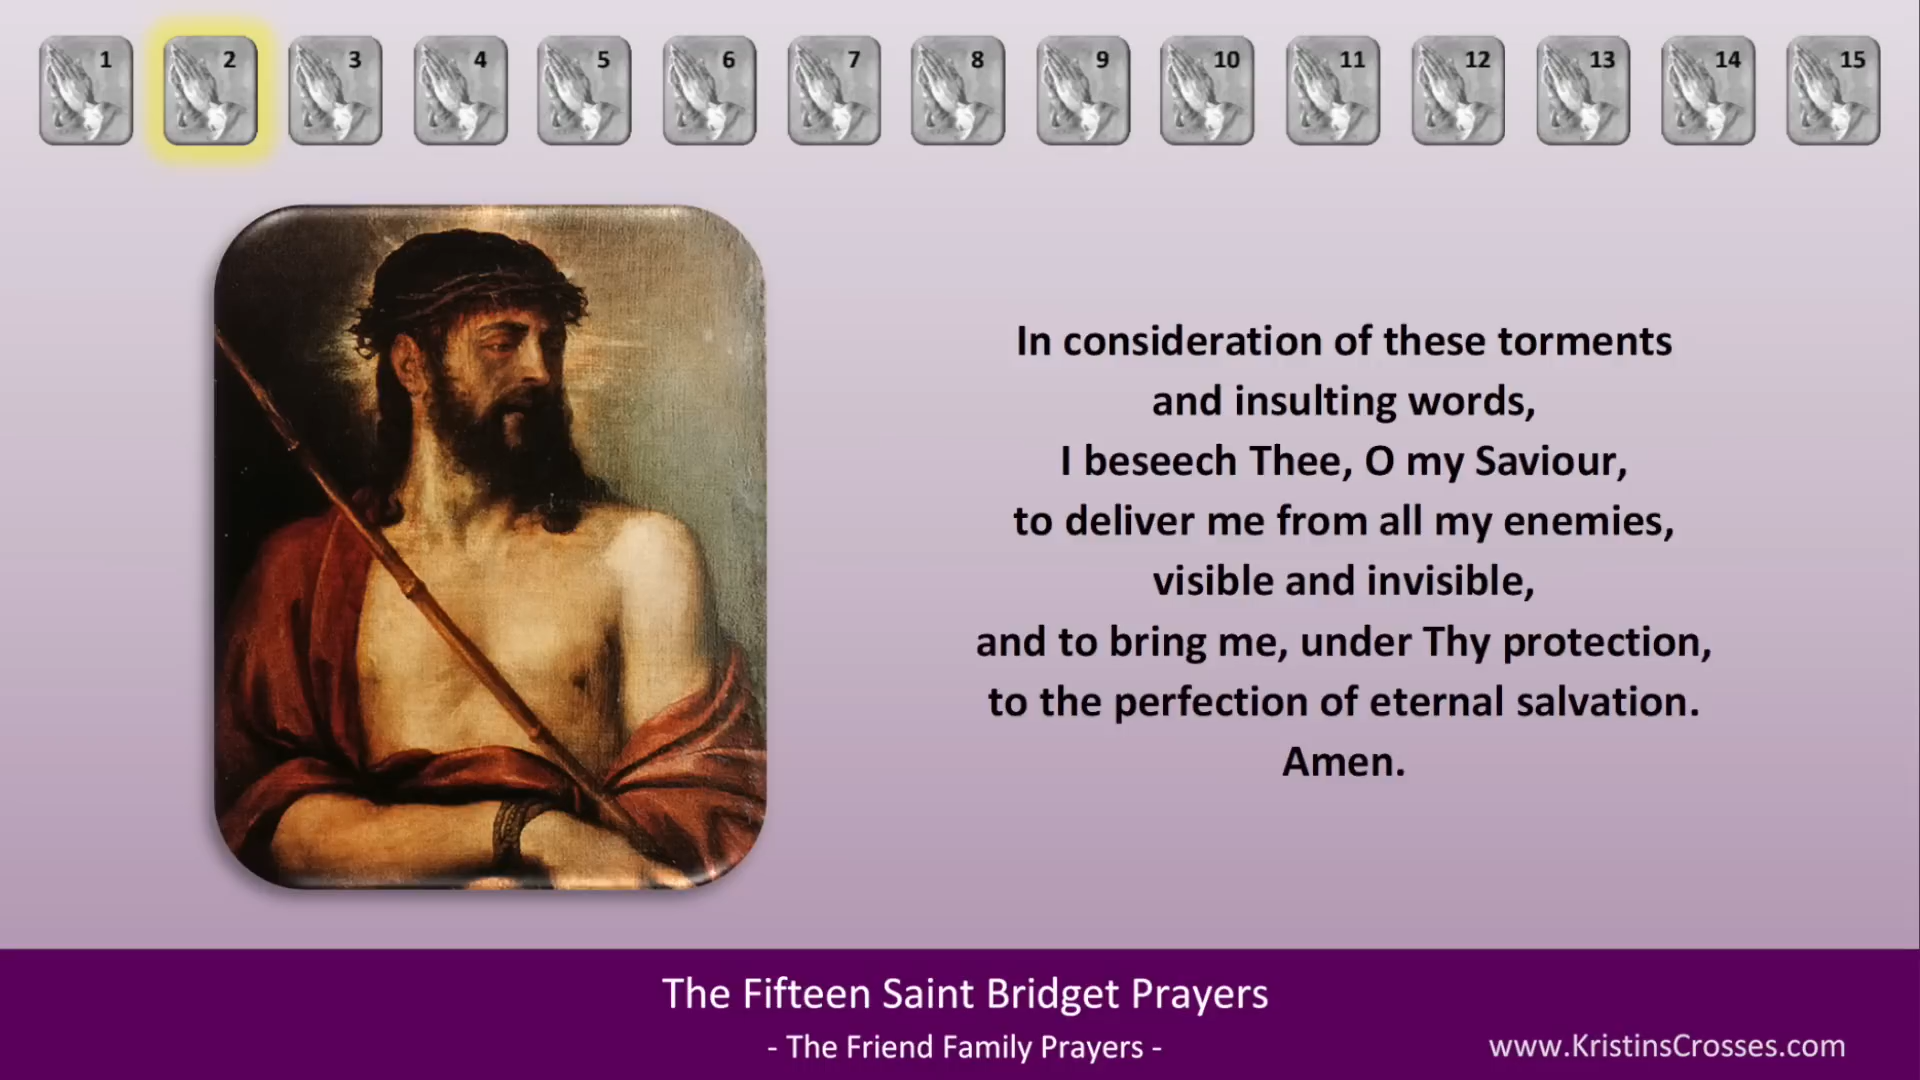 1 2 3 4 5 6 7 8 9 10 11 12 13 14 15
In consideration of these torments
and insulting words,
I beseech Thee, O my Saviour,
to deliver me from all my enemies,
visible and invisible,
and to bring me, under Thy protection,
to the perfection of eternal salvation.
Amen.
The Fifteen Saint Bridget Prayers
- The Friend Family Prayers -
www.KristinsCrosses.com